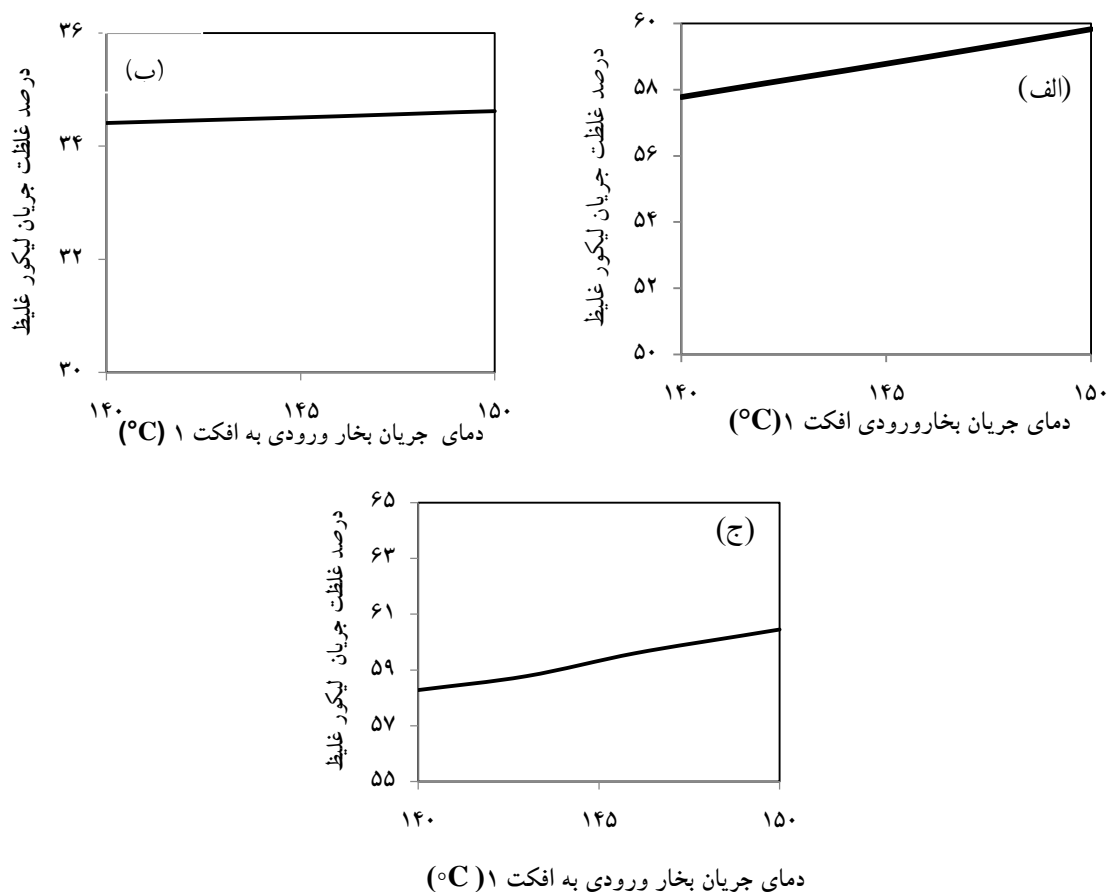 (الف)
درصد غلظت جریان لیکور غلیظ
۶۰
۵۸
۵۶
۵۴
۵۲
۵۰
۱۴۰ ۱۴۵ ۱۵۰
دمای جریان بخارورودی افکت ۱(°C)
(ب)
درصد غلظت جریان لیکور غلیظ
۳۶
۳۴
۳۲
۳۰
۱۴۰ ۱۴۵ ۱۵۰
دمای جریان بخار ورودی به افکت ۱ (°C)
(ج)
درصد غلظت جریان لیکور غلیظ
۶۵
۶۳
۶۱
۵۹
۵۷
۵۵
۱۴۰ ۱۴۵ ۱۵۰
دمای جریان بخار ورودی به افکت ۱( °C)